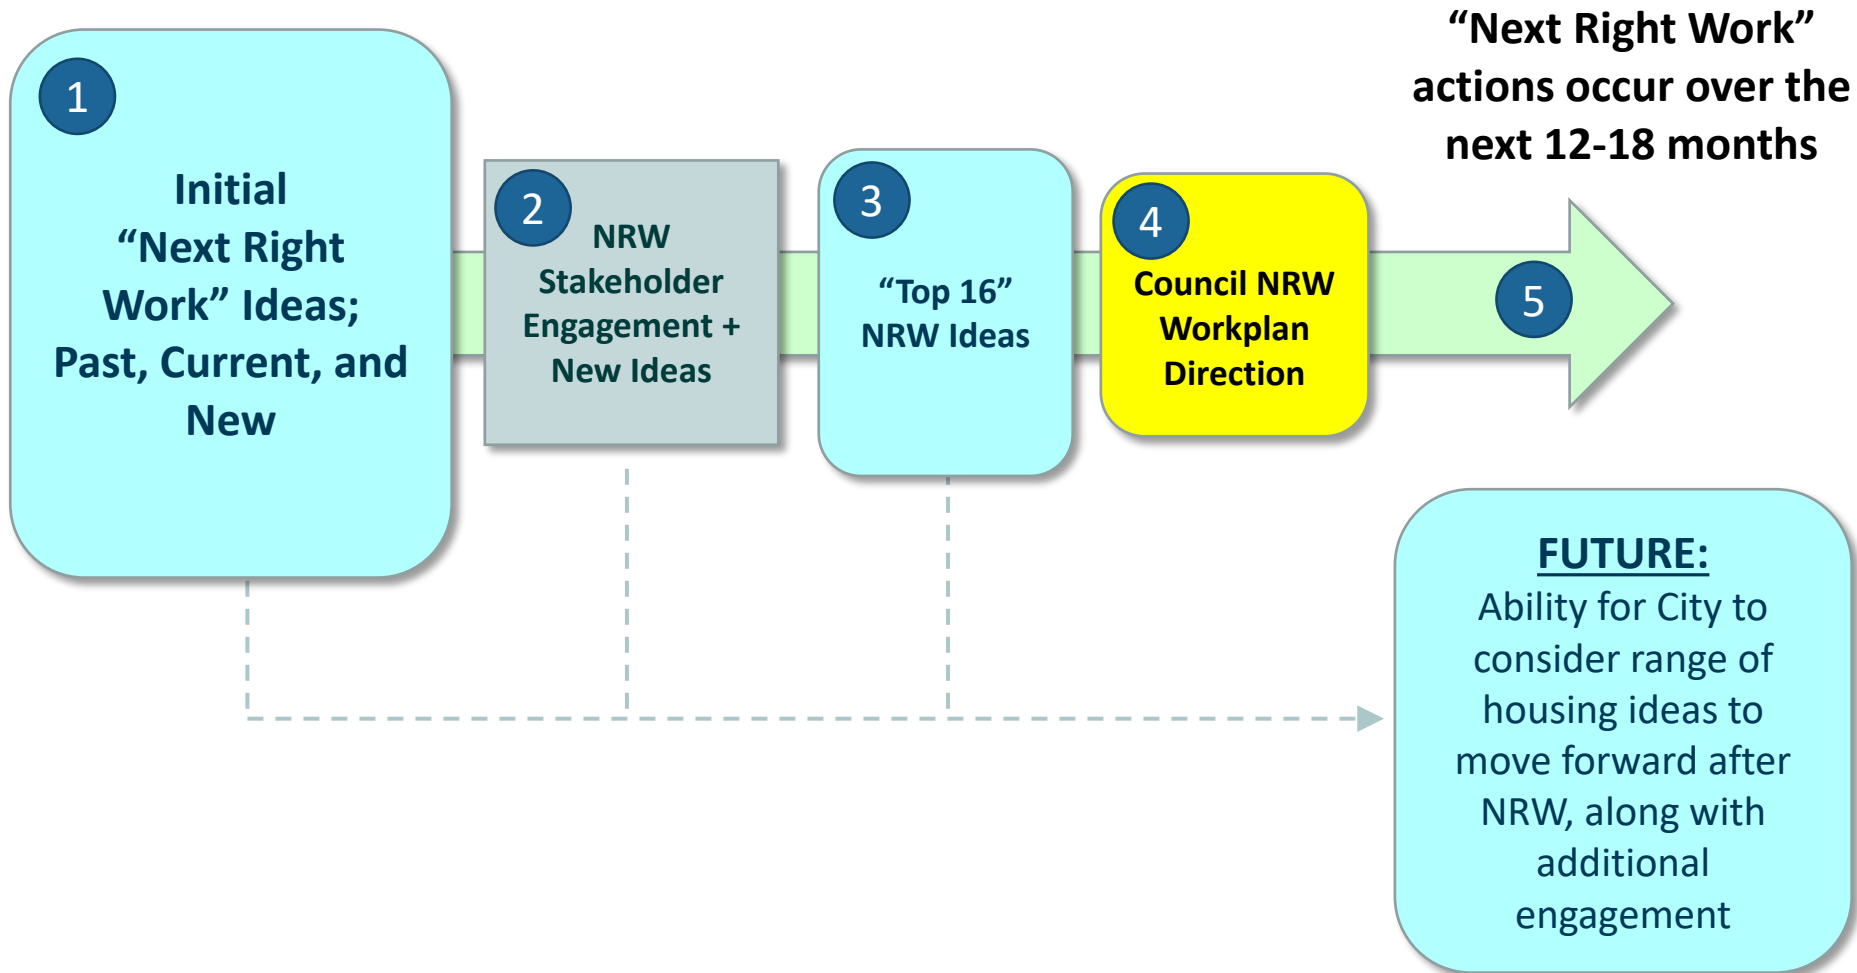 1
Initial
“Next Right
Work” Ideas;
Past, Current, and
New
2
NRW
Stakeholder
Engagement +
New Ideas
3
“Top 16”
NRW Ideas
4
Council NRW
Workplan
Direction
“Next Right Work”
actions occur over the
next 12-18 months
5
FUTURE:
Ability for City to
consider range of
housing ideas to
move forward after
NRW, along with
additional
engagement